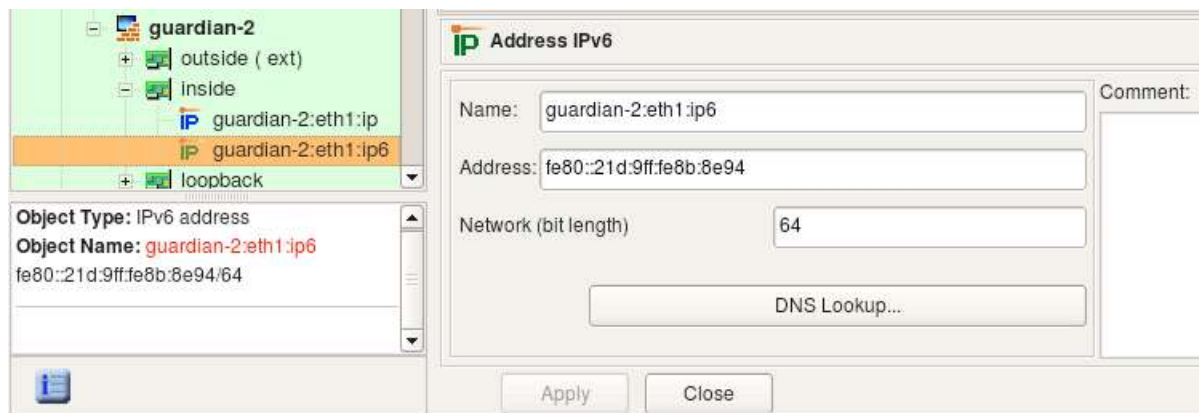 guardian-2
outside ( ext)
inside
guardian-2:eth1:ip
guardian-2:eth1:ip6
loopback
Object Type: IPv6 address
Object Name: guardian-2:eth1:ip6
fe80::21d:9ff:fe8b:8e94/64
i
IP Address IPv6
Name: guardian-2:eth1:ip6
Address: fe80::21d:9ff:fe8b:8e94
Network (bit length) 64
DNS Lookup...
Comment:
Apply Close